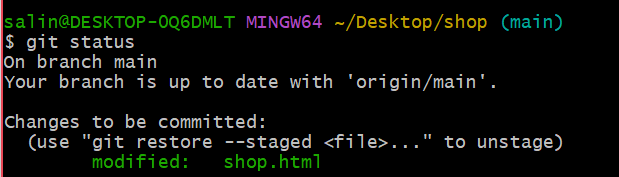 salin@DESKTOP-OQ6DMLT MINGW64 ~/Desktop/shop (main)
$ git status
On branch main
Your branch is up to date with 'origin/main'.
Changes to be committed:
  (use "git restore --staged <file>..." to unstage)
        modified:   shop.html